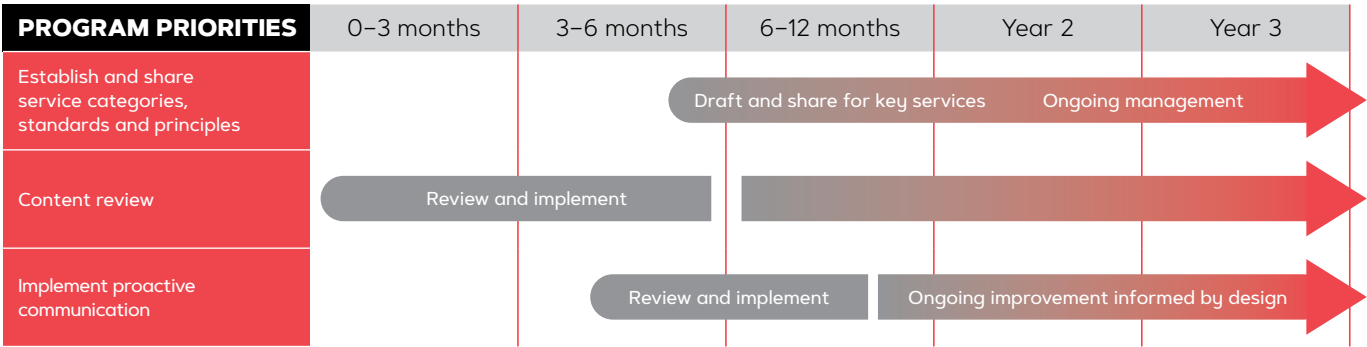 PROGRAM PRIORITIES 0–3 months 3–6 months 6–12 months Year 2 Year 3
Establish and share
service categories,
standards and principles
Draft and share for key services Ongoing management
Content review
Review and implement
Implement proactive
communication
Review and implement Ongoing improvement informed by design